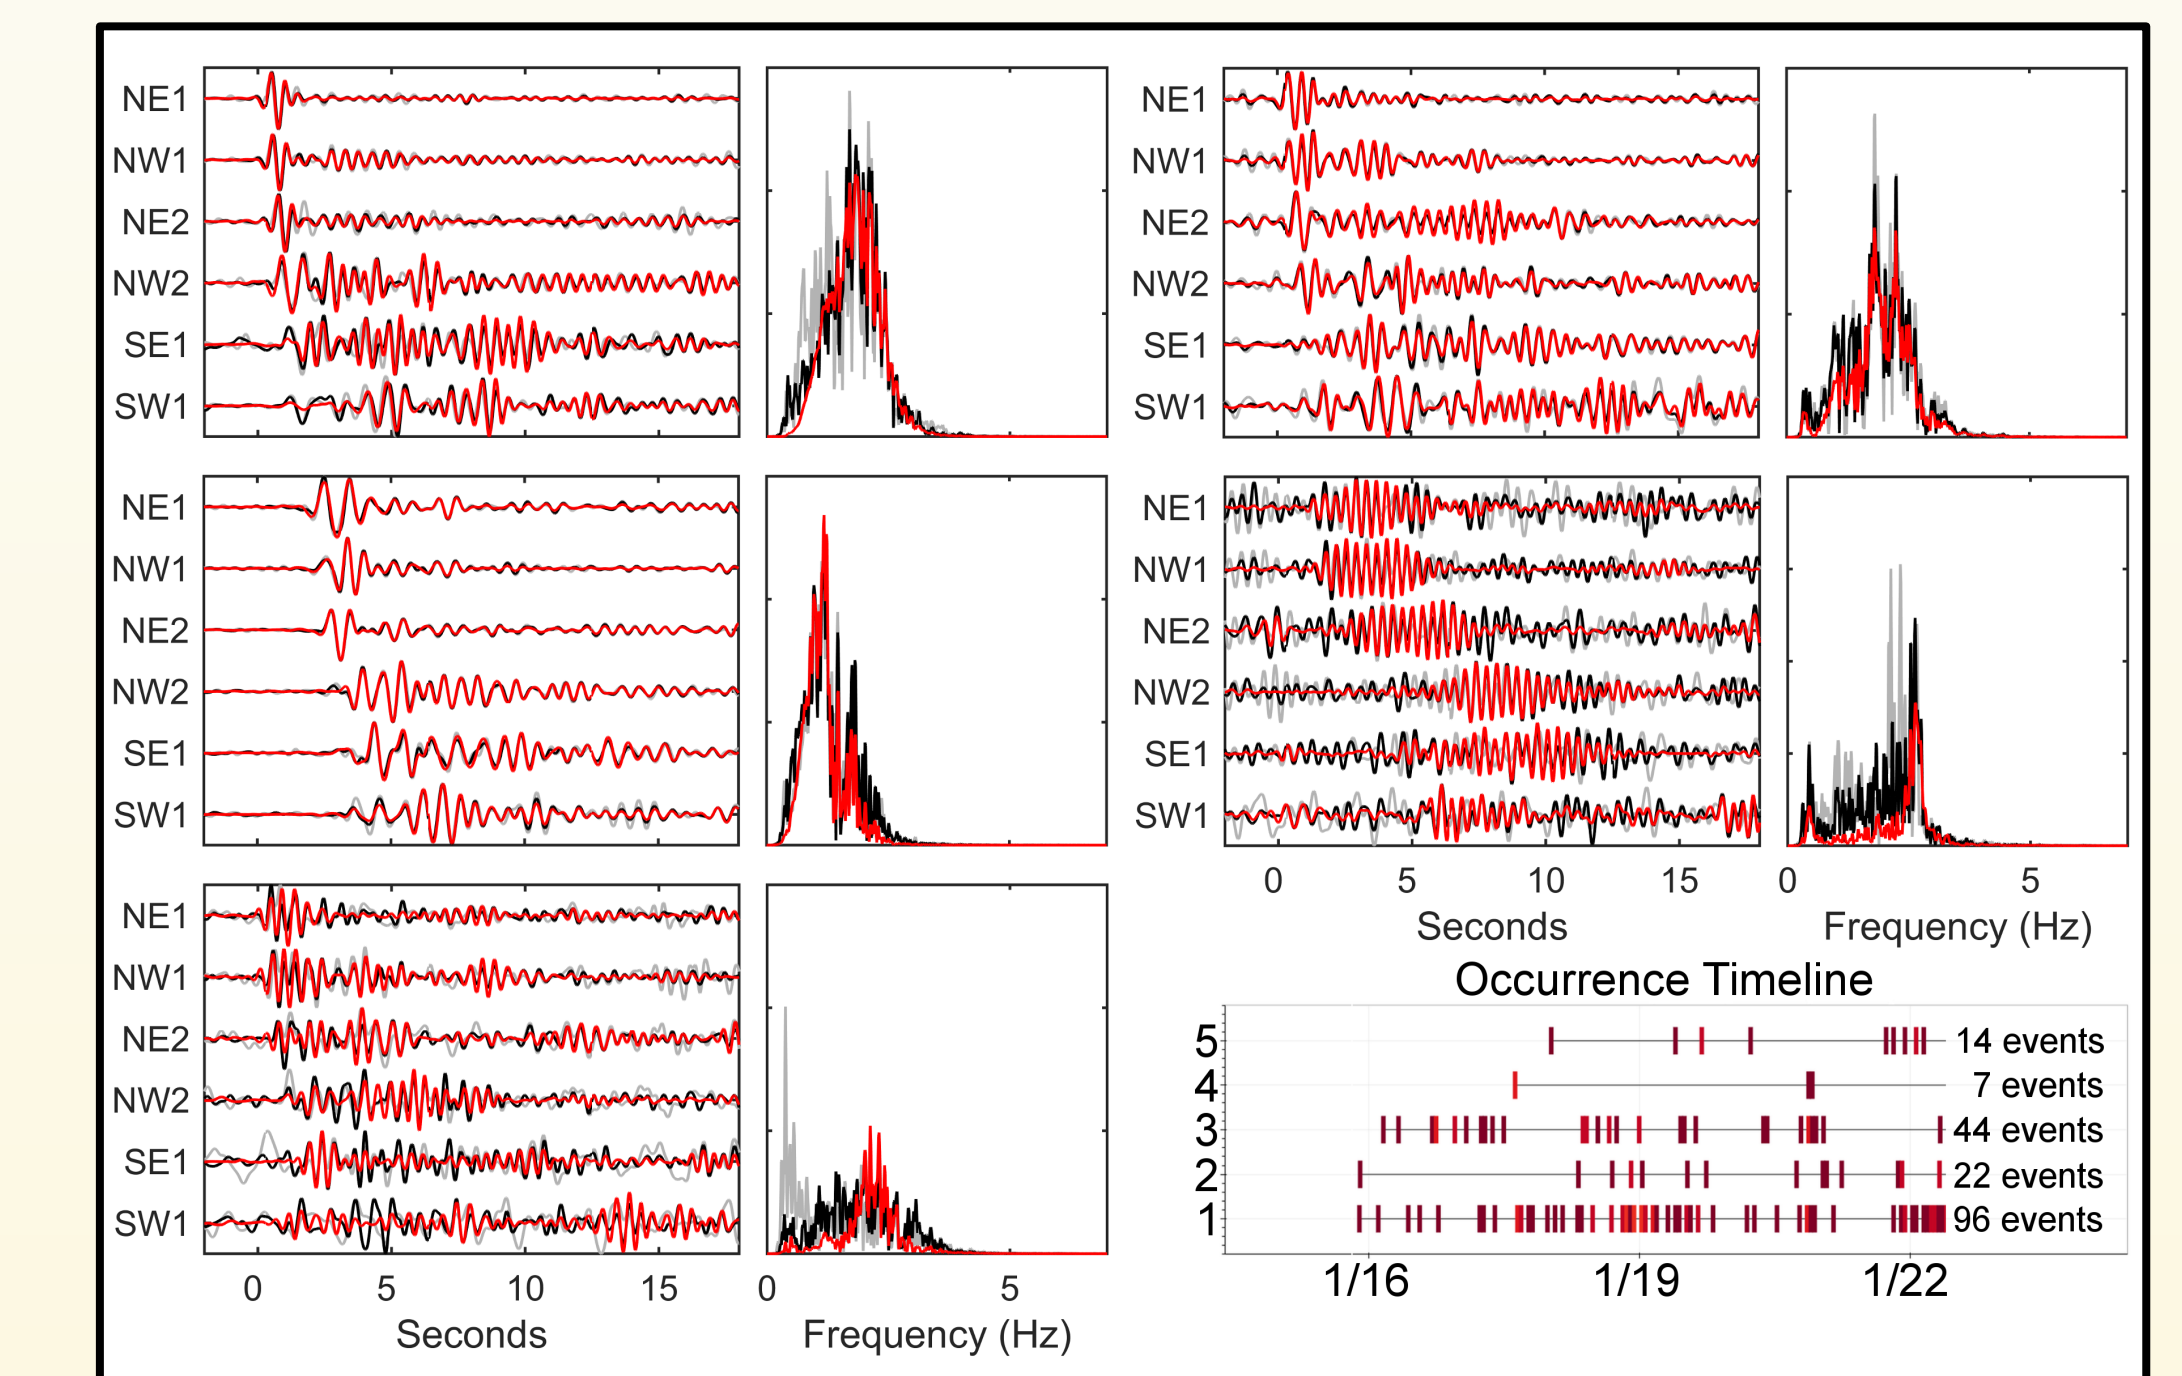 NE1
NW1
NE2
NW2
SE1
SW1
NE1
NW1
NE2
NW2
SE1
SW1
NE1
NW1
NE2
NW2
SE1
SW1
0 5 10 15
Seconds
0 5
Frequency (Hz)
NE1
NW1
NE2
NW2
SE1
SW1
NE1
NW1
NE2
NW2
SE1
SW1
0 5 10 15
Seconds
0 5
Frequency (Hz)
Occurrence Timeline
5 14 events
4 7 events
3 44 events
2 22 events
1 96 events
1/16 1/19 1/22